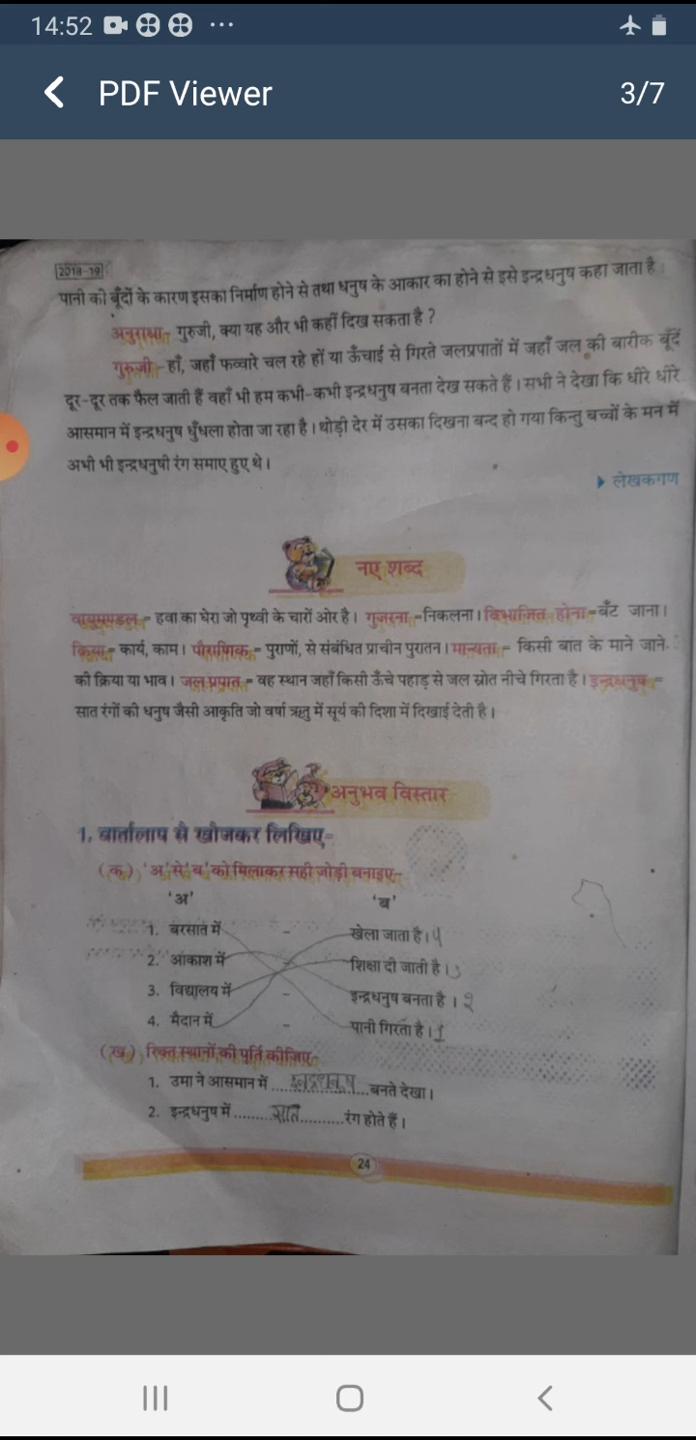 14:52 ...
PDF Viewer 3/7
2018-19
पानी की बूँदों के कारण इसका निर्माण होने से तथा धनुष के आकार का होने से इसे इन्द्रधनुष कहा जाता है।
अनुराधा- गुरुजी, क्या यह और भी कहीं दिख सकता है ?
गुरुजी- हाँ, जहाँ फव्वारे चल रहे हों या ऊँचाई से गिरते जलप्रपातों में जहाँ जल की बारीक बूँदें
दूर-दूर तक फैल जाती हैं वहाँ भी हम कभी-कभी इन्द्रधनुष बनता देख सकते हैं। सभी ने देखा कि धीरे धीरे
आसमान में इन्द्रधनुष धुँधला होता जा रहा है। थोड़ी देर में उसका दिखना बन्द हो गया किन्तु बच्चों के मन में
अभी भी इन्द्रधनुषी रंग समाए हुए थे।
लेखकगण
नए शब्द
वायुमण्डल - हवा का घेरा जो पृथ्वी के चारों ओर है। गुजरना -निकलना। विभाजित होना -बँट जाना।
क्रिया - कार्य, काम। पौराणिक - पुराणों, से संबंधित प्राचीन पुरातन। मान्यता - किसी बात के माने जाने
की क्रिया या भाव। जल प्रपात - वह स्थान जहाँ किसी ऊँचे पहाड़ से जल स्रोत नीचे गिरता है। इन्द्रधनुष -
सात रंगों की धनुष जैसी आकृति जो वर्षा ऋतु में सूर्य की दिशा में दिखाई देती है।
अनुभव विस्तार
1. वार्तालाप से खोजकर लिखिए-
(क) 'अ' से 'ब' को मिलाकर सही जोड़ी बनाइए-
'अ' 'ब'
1. बरसात में - खेला जाता है। 4
2. आकाश में - शिक्षा दी जाती है। 3
3. विद्यालय में - इन्द्रधनुष बनता है। 2
4. मैदान में - पानी गिरता है। 1
(ख) रिक्त स्थानों की पूर्ति कीजिए-
1. उमा ने आसमान में ....इन्द्रधनुष....बनते देखा।
2. इन्द्रधनुष में ........सात..........रंग होते हैं।
24